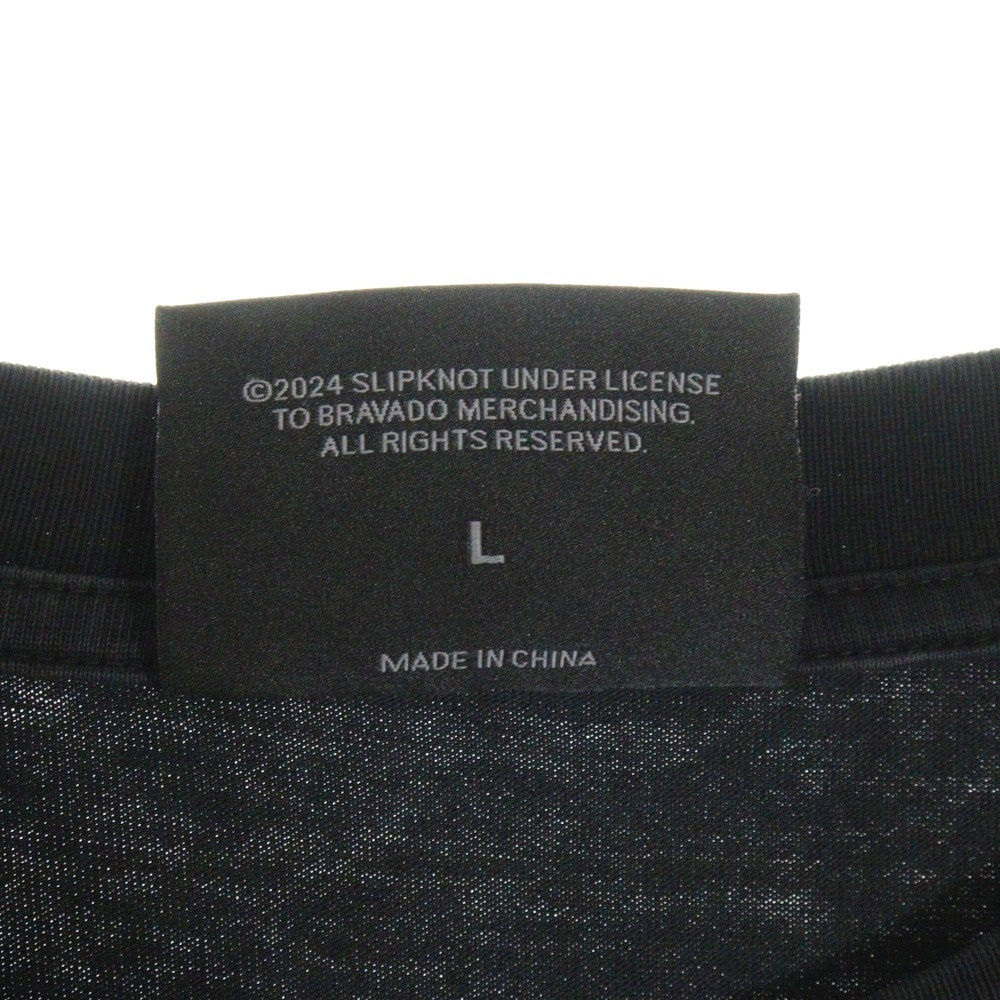 ©2024 SLIPKNOT UNDER LICENSE
TO BRAVADO MERCHANDISING.
ALL RIGHTS RESERVED.
L
MADE IN CHINA